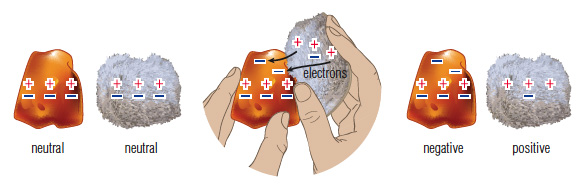 electrons
neutral
neutral
negative
positive